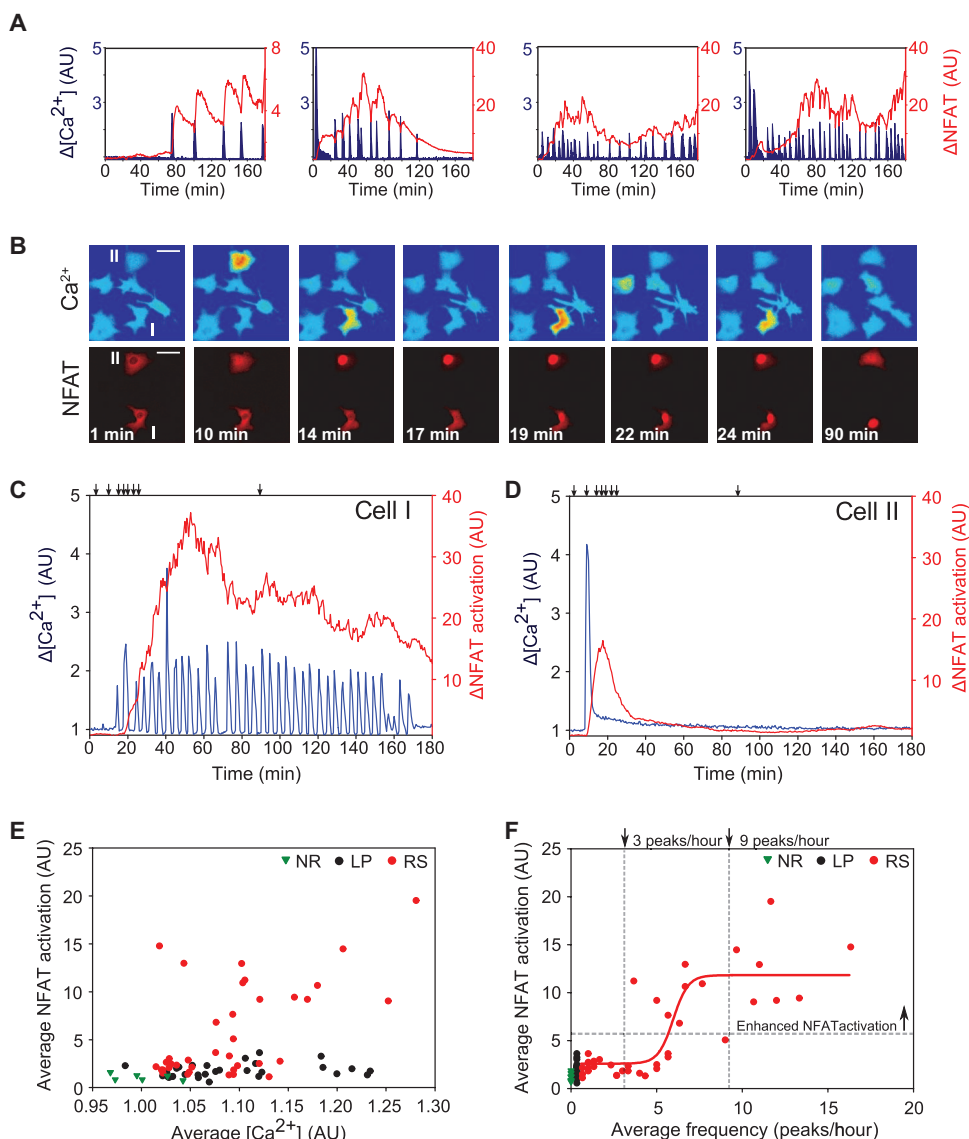 A
Δ[Ca2+] (AU)
5
3
8
4
0
40
80
120
160
Time (min)
5
3
40
20
0
40
80
120
160
Time (min)
5
3
40
20
0
40
80
120
160
Time (min)
5
3
40
20
0
40
80
120
160
Time (min)
ΔNFAT (AU)
B
Ca2+
II
I
NFAT
II
I
1 min
10 min
14 min
17 min
19 min
22 min
24 min
90 min
C
Cell I
Δ[Ca2+] (AU)
5
4
3
2
1
40
30
20
10
0
20
40
60
80
100
120
140
160
180
ΔNFAT activation (AU)
Time (min)
D
Cell II
Δ[Ca2+] (AU)
5
4
3
2
1
40
30
20
10
0
0
20
40
60
80
100
120
140
160
180
ΔNFAT activation (AU)
Time (min)
E
NR LP RS
Average NFAT activation (AU)
25
20
15
10
5
0
0.95
1.00
1.05
1.10
1.15
1.20
1.25
1.30
Average [Ca2+] (AU)
F
3 peaks/hour
9 peaks/hour
NR LP RS
Average NFAT activation (AU)
25
20
15
10
5
0
Enhanced NFATactivation
0
5
10
15
20
Average frequency (peaks/hour)